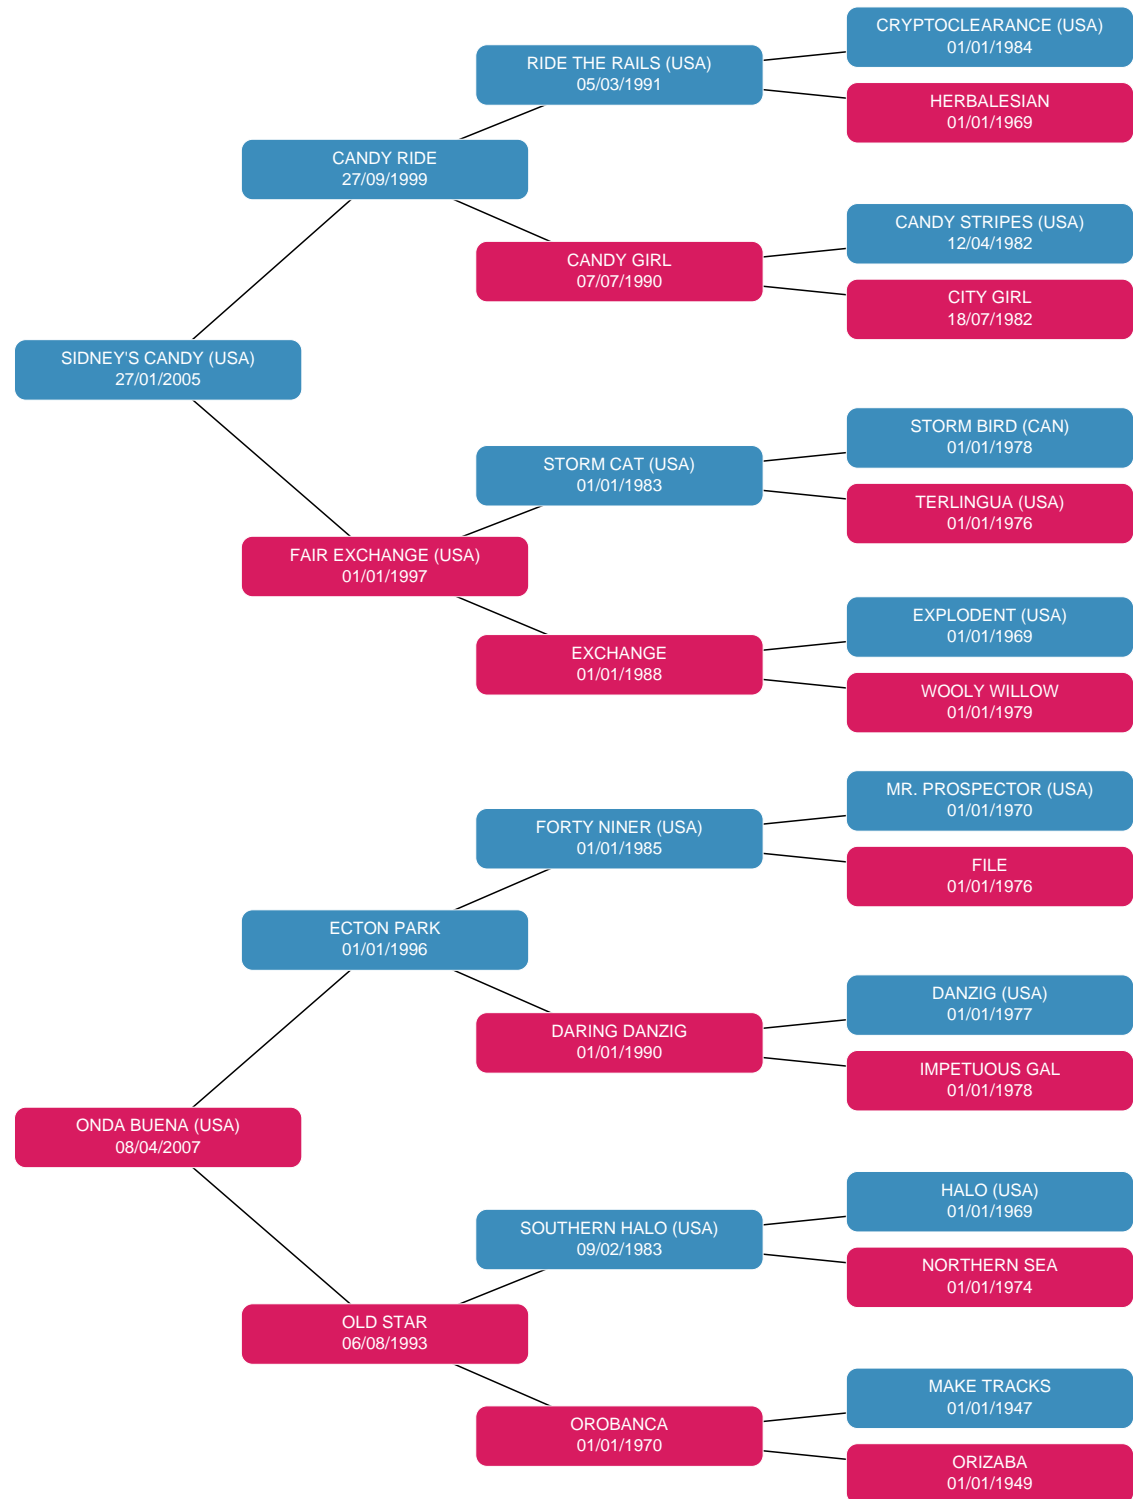 CRYPTOCLEARANCE (USA)
01/01/1984
RIDE THE RAILS (USA)
05/03/1991
HERBALESIAN
01/01/1969
CANDY RIDE
27/09/1999
CANDY STRIPES (USA)
12/04/1982
CANDY GIRL
07/07/1990
CITY GIRL
18/07/1982
SIDNEY'S CANDY (USA)
27/01/2005
STORM BIRD (CAN)
01/01/1978
STORM CAT (USA)
01/01/1983
TERLINGUA (USA)
01/01/1976
FAIR EXCHANGE (USA)
01/01/1997
EXPLODENT (USA)
01/01/1969
EXCHANGE
01/01/1988
WOOLY WILLOW
01/01/1979
MR. PROSPECTOR (USA)
01/01/1970
FORTY NINER (USA)
01/01/1985
FILE
01/01/1976
ECTON PARK
01/01/1996
DANZIG (USA)
01/01/1977
DARING DANZIG
01/01/1990
IMPETUOUS GAL
01/01/1978
ONDA BUENA (USA)
08/04/2007
HALO (USA)
01/01/1969
SOUTHERN HALO (USA)
09/02/1983
NORTHERN SEA
01/01/1974
OLD STAR
06/08/1993
MAKE TRACKS
01/01/1947
OROBANCA
01/01/1970
ORIZABA
01/01/1949